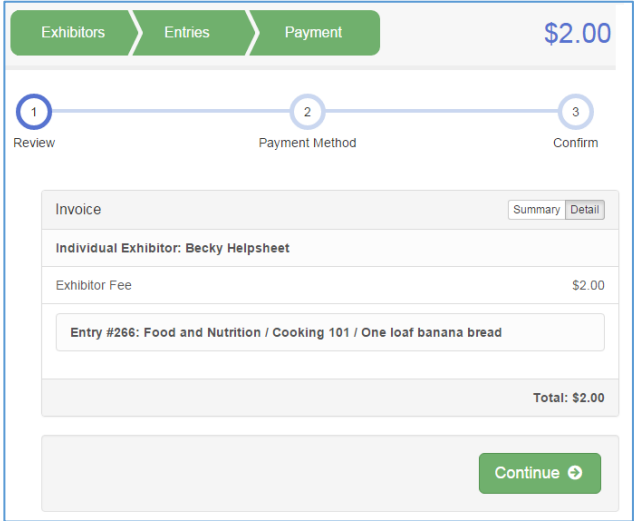 Exhibitors Entries Payment $2.00
1 2 3
Review Payment Method Confirm
Invoice Summary Detail
Individual Exhibitor: Becky Helpsheet
Exhibitor Fee $2.00
Entry #266: Food and Nutrition / Cooking 101 / One loaf banana bread
Total: $2.00
Continue